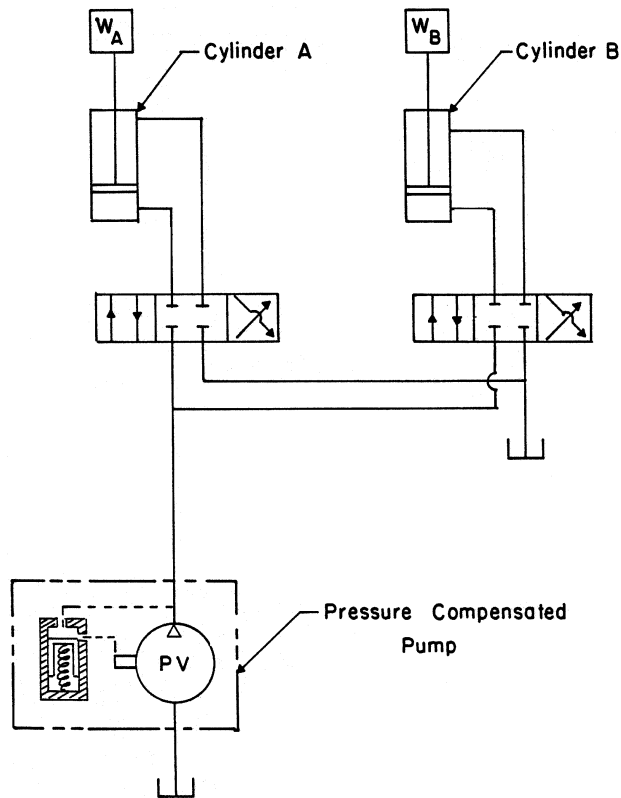 W_A
Cylinder A
W_B
Cylinder B
Pressure Compensated
Pump
PV